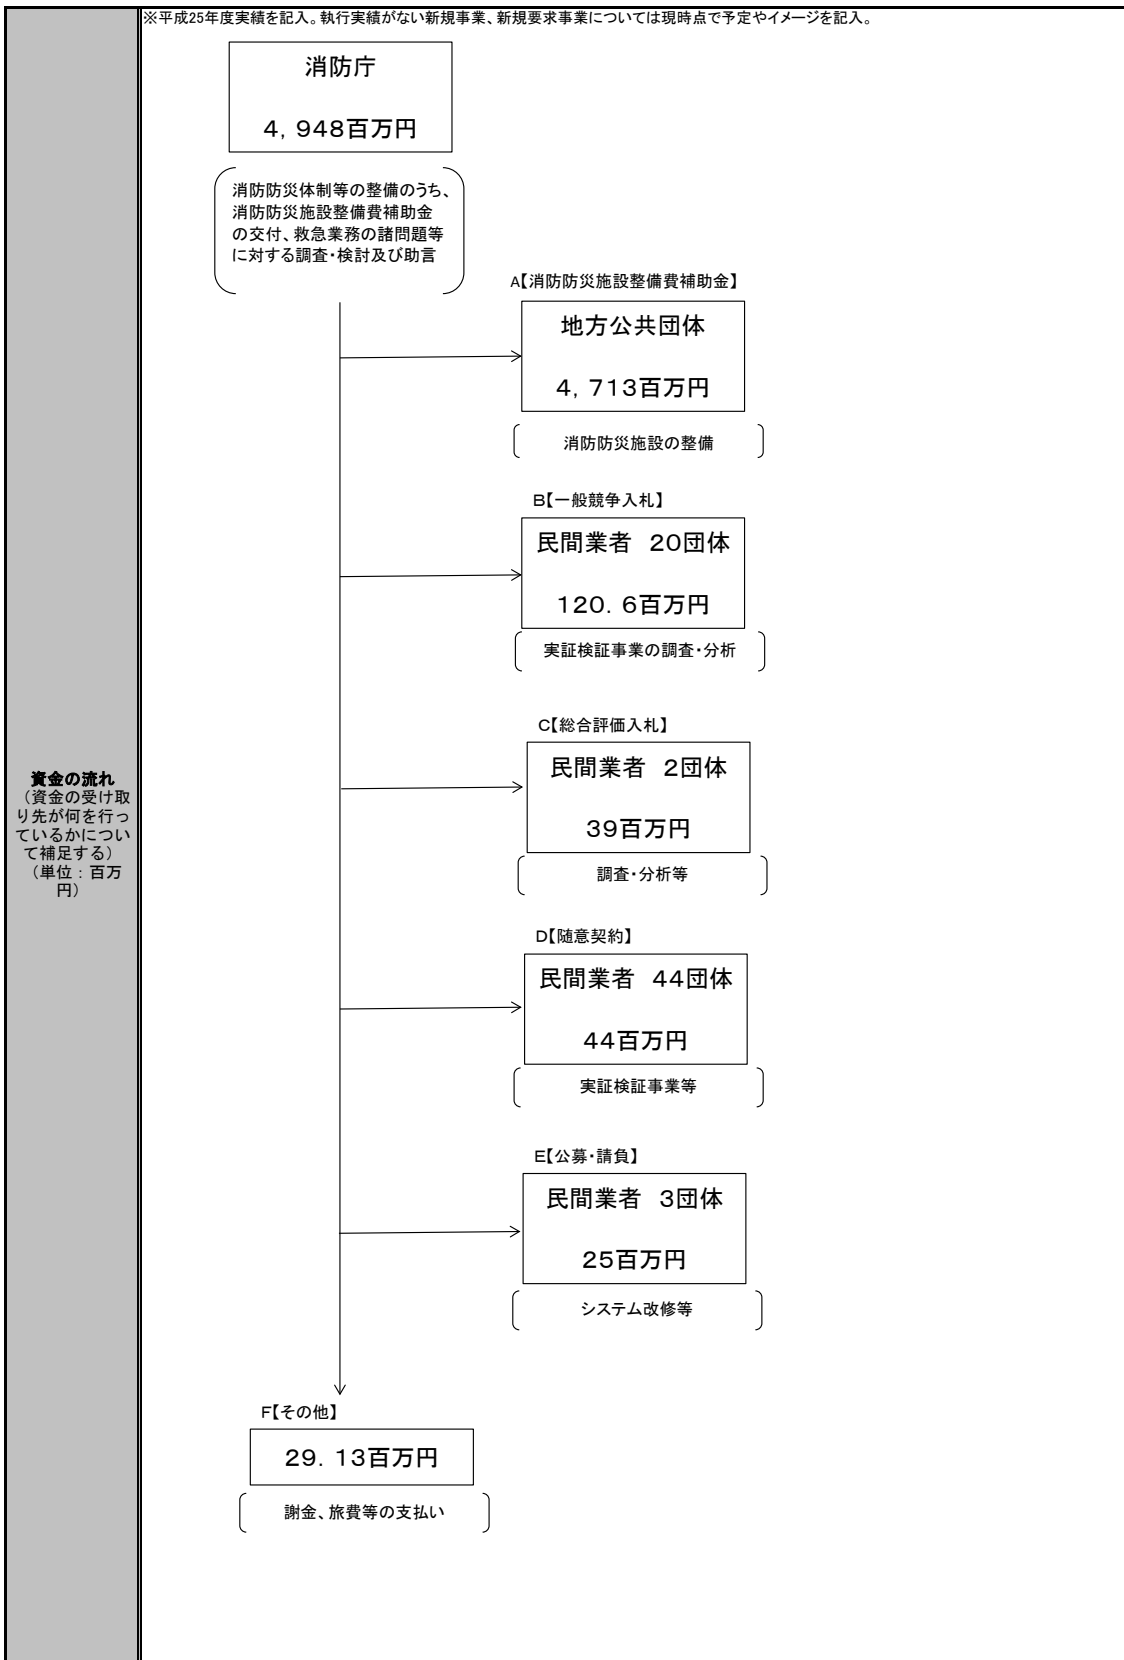 ※平成25年度実績を記入。執行実績がない新規事業、新規要求事業については現時点で予定やイメージを記入。
資金の流れ
（資金の受け取
り先が何を行っ
ているかについ
て補足する）
（単位：百万
円）
消防庁
4，948百万円
消防防災体制等の整備のうち、
消防防災施設整備費補助金
の交付、救急業務の諸問題等
に対する調査・検討及び助言
A【消防防災施設整備費補助金】
地方公共団体
4，713百万円
消防防災施設の整備
B【一般競争入札】
民間業者　20団体
120．6百万円
実証検証事業の調査・分析
C【総合評価入札】
民間業者　2団体
39百万円
調査・分析等
D【随意契約】
民間業者　44団体
44百万円
実証検証事業等
E【公募・請負】
民間業者　3団体
25百万円
システム改修等
F【その他】
29．13百万円
謝金、旅費等の支払い